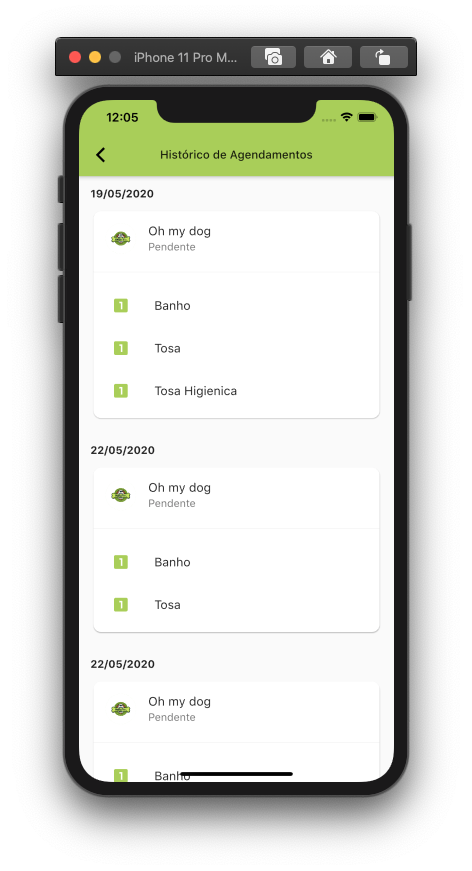 iPhone 11 Pro M...
12:05
Histórico de Agendamentos
19/05/2020
Oh my dog
Pendente
1 Banho
1 Tosa
1 Tosa Higienica
22/05/2020
Oh my dog
Pendente
1 Banho
1 Tosa
22/05/2020
Oh my dog
Pendente
1 Banho